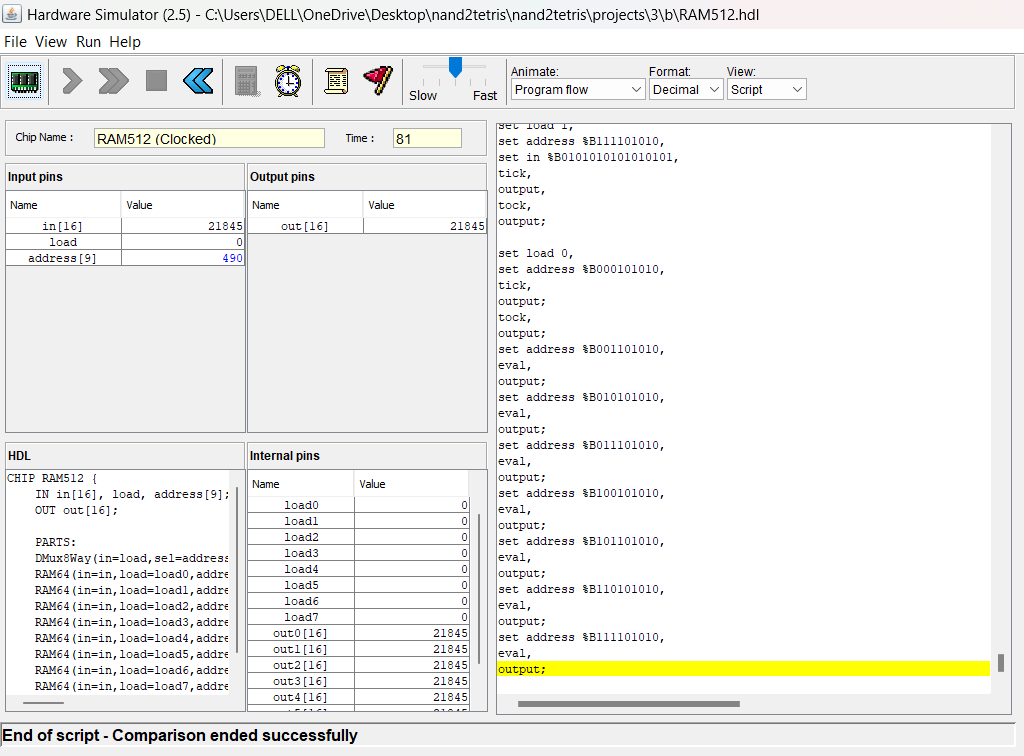 Hardware Simulator (2.5) - C:\Users\DELL\OneDrive\Desktop\nand2tetris\nand2tetris\projects\3\b\RAM512.hdl
File View Run Help
Slow Fast
Animate: Format: View:
Program flow Decimal Script
Chip Name : RAM512 (Clocked) Time : 81
Input pins
Name Value
in[16] 21845
load 0
address[9] 490
Output pins
Name Value
out[16] 21845
HDL
CHIP RAM512 {
IN in[16], load, address[9];
OUT out[16];
PARTS:
DMux8Way(in=load,sel=address
RAM64(in=in,load=load0,addre
RAM64(in=in,load=load1,addre
RAM64(in=in,load=load2,addre
RAM64(in=in,load=load3,addre
RAM64(in=in,load=load4,addre
RAM64(in=in,load=load5,addre
RAM64(in=in,load=load6,addre
RAM64(in=in,load=load7,addre
Internal pins
Name Value
load0 0
load1 0
load2 0
load3 0
load4 0
load5 0
load6 0
load7 0
out0[16] 21845
out1[16] 21845
out2[16] 21845
out3[16] 21845
out4[16] 21845
set load 1,
set address %B111101010,
set in %B0101010101010101,
tick,
output,
tock,
output;
set load 0,
set address %B000101010,
tick,
output;
tock,
output;
set address %B001101010,
eval,
output;
set address %B010101010,
eval,
output;
set address %B011101010,
eval,
output;
set address %B100101010,
eval,
output;
set address %B101101010,
eval,
output;
set address %B110101010,
eval,
output;
set address %B111101010,
eval,
output;
End of script - Comparison ended successfully